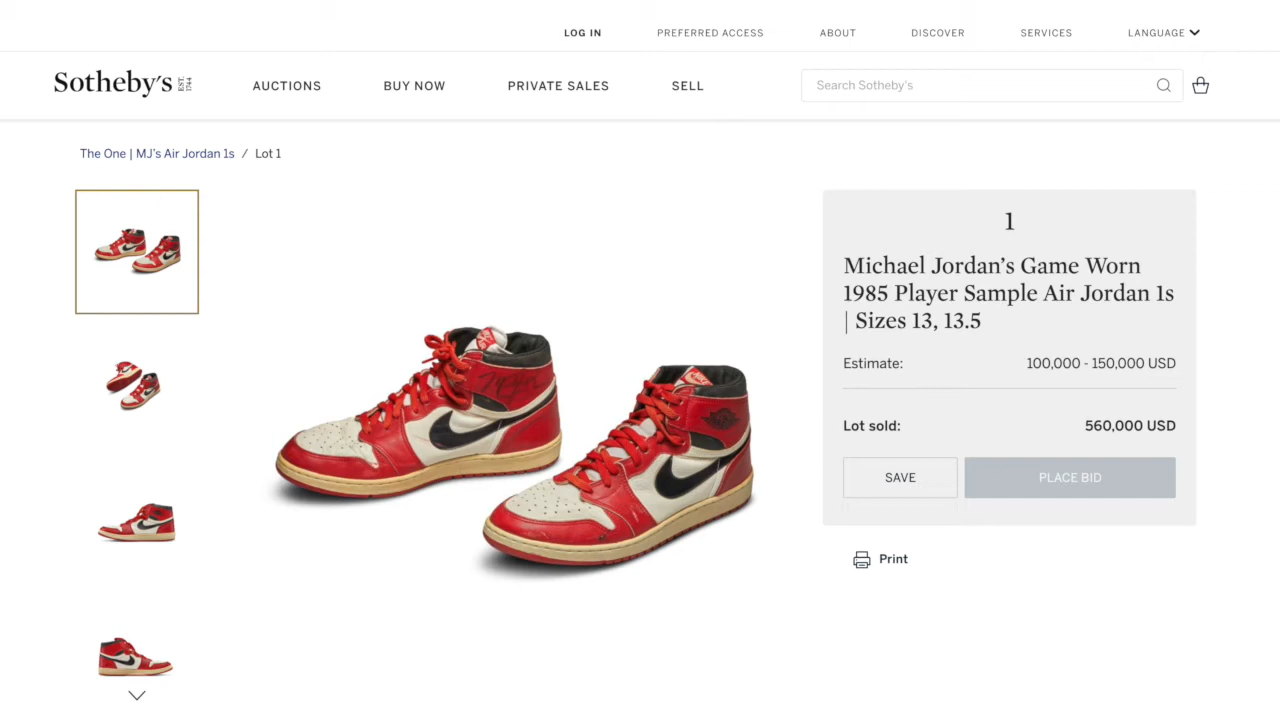 LOG IN PREFERRED ACCESS ABOUT DISCOVER SERVICES LANGUAGE
Sotheby's EST. 1744 AUCTIONS BUY NOW PRIVATE SALES SELL Search Sotheby's
The One | MJ's Air Jordan 1s / Lot 1
1
Michael Jordan’s Game Worn
1985 Player Sample Air Jordan 1s
| Sizes 13, 13.5
Estimate: 100,000 - 150,000 USD
Lot sold: 560,000 USD
SAVE PLACE BID
Print